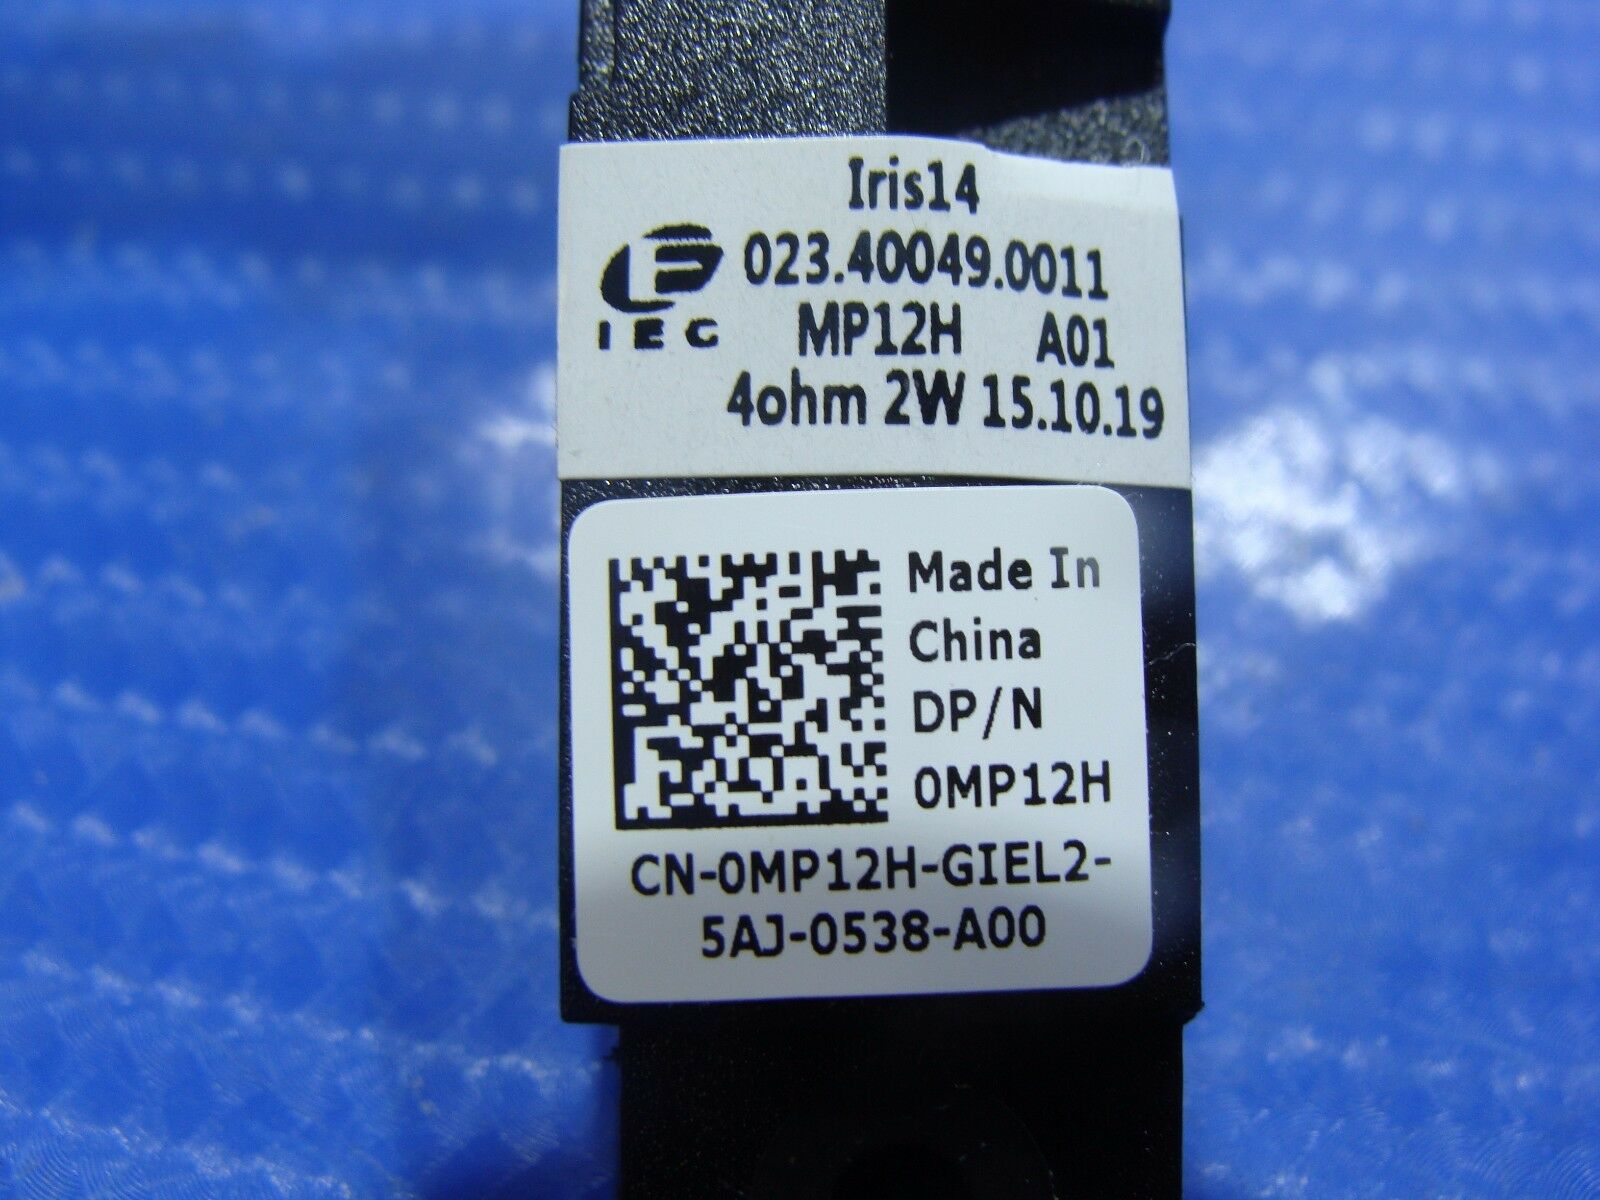 Iris14
023.40049.0011
IEC
MP12H A01
4ohm 2W 15.10.19
Made In
China
DP/N
0MP12H
CN-0MP12H-GIEL2-
5AJ-0538-A00